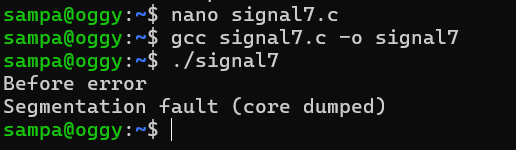 sampa@oggy:~$ nano signal7.c
sampa@oggy:~$ gcc signal7.c -o signal7
sampa@oggy:~$ ./signal7
Before error
Segmentation fault (core dumped)
sampa@oggy:~$